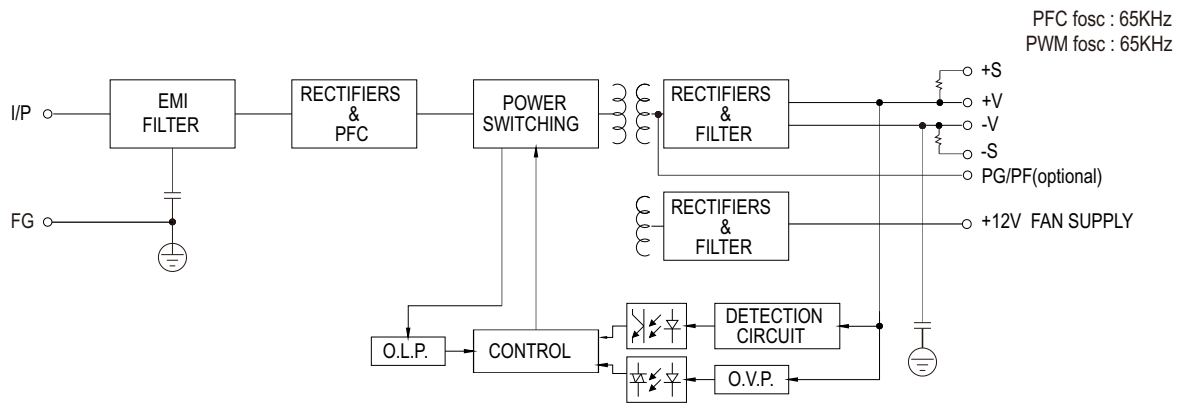 PFC fosc : 65KHz
PWM fosc : 65KHz
I/P
EMI
FILTER
RECTIFIERS
&
PFC
POWER
SWITCHING
RECTIFIERS
&
FILTER
+S
+V
-V
-S
PG/PF(optional)
FG
RECTIFIERS
&
FILTER
+12V FAN SUPPLY
O.L.P.
CONTROL
DETECTION
CIRCUIT
O.V.P.